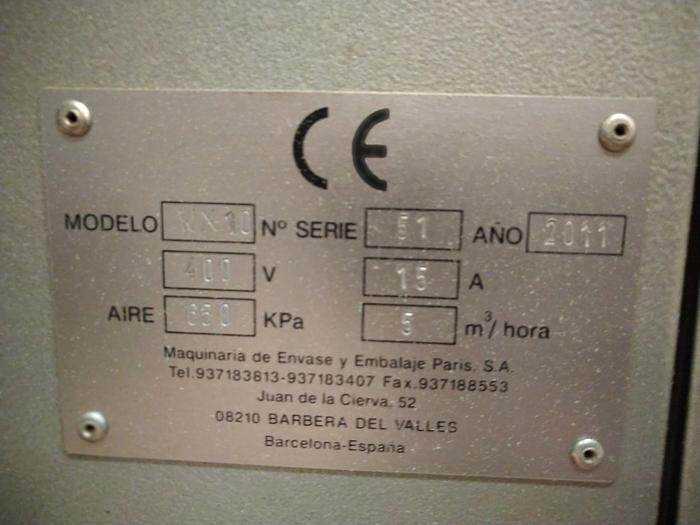 CE
MODELO Nº SERIE 51 AÑO 2011
400 V 15 A
AIRE 650 KPa 5 m³/hora
Maquinaria de Envase y Embalaje Paris, S.A.
Tel.937183813-937183407 Fax.937188553
Juan de la Cierva, 52
08210 BARBERA DEL VALLES
Barcelona-España